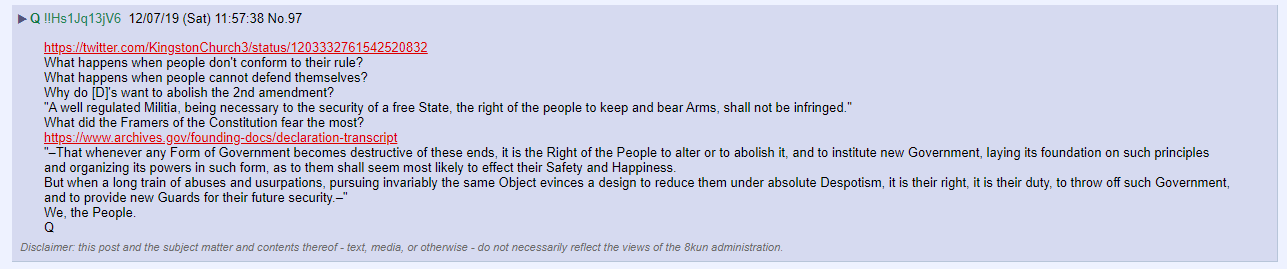 ▶ Q !!Hs1Jq13jV6 12/07/19 (Sat) 11:57:38 No.97
https://twitter.com/KingstonChurch3/status/1203332761542520832
What happens when people don't conform to their rule?
What happens when people cannot defend themselves?
Why do [D]'s want to abolish the 2nd amendment?
"A well regulated Militia, being necessary to the security of a free State, the right of the people to keep and bear Arms, shall not be infringed."
What did the Framers of the Constitution fear the most?
https://www.archives.gov/founding-docs/declaration-transcript
"–That whenever any Form of Government becomes destructive of these ends, it is the Right of the People to alter or to abolish it, and to institute new Government, laying its foundation on such principles
and organizing its powers in such form, as to them shall seem most likely to effect their Safety and Happiness.
But when a long train of abuses and usurpations, pursuing invariably the same Object evinces a design to reduce them under absolute Despotism, it is their right, it is their duty, to throw off such Government,
and to provide new Guards for their future security.–"
We, the People.
Q
Disclaimer: this post and the subject matter and contents thereof - text, media, or otherwise - do not necessarily reflect the views of the 8kun administration.